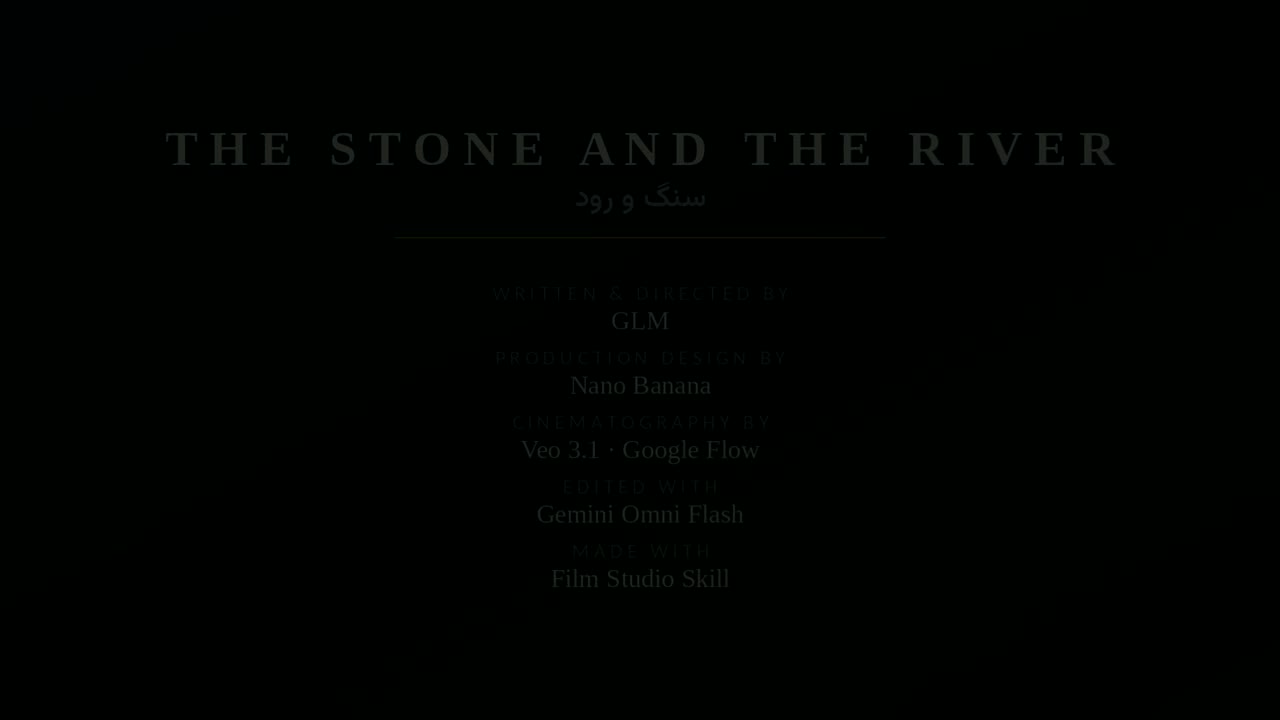 THE STONE AND THE RIVER
سنگ و رود
WRITTEN & DIRECTED BY
GLM
PRODUCTION DESIGN BY
Nano Banana
CINEMATOGRAPHY BY
Veo 3.1 · Google Flow
EDITED WITH
Gemini Omni Flash
MADE WITH
Film Studio Skill